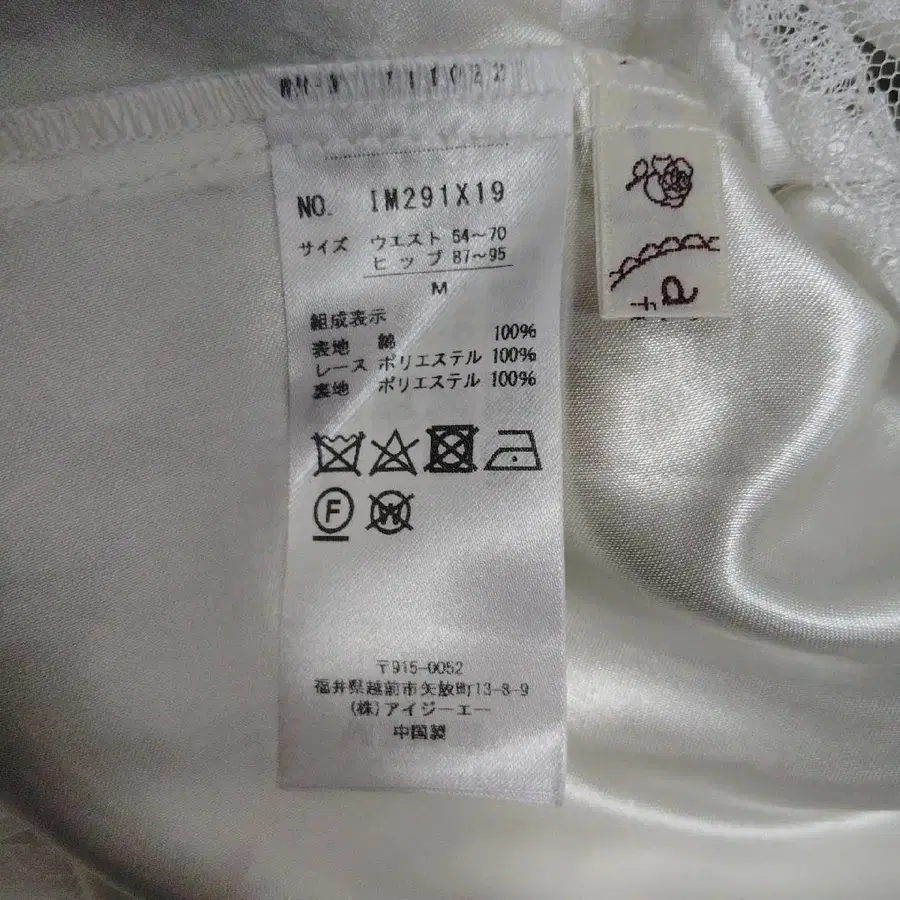 NO. IM291X19
サイズ ウエスト 64～70
ヒップ 87～95
M
組成表示
表地 綿 100%
レース ポリエステル 100%
裏地 ポリエステル 100%
F
W
〒915-0052
福井県越前市矢放町13-8-9
(株)アイジーエー
中国製
a